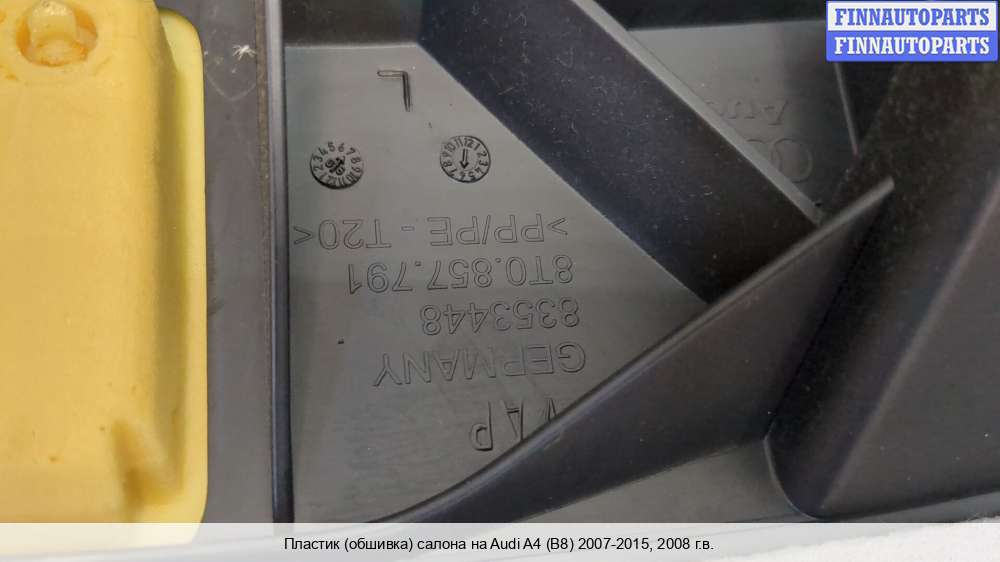 FINNAUTOPARTS
FINNAUTOPARTS
VAP
GERMANY
8353448
8T0.857.791
>PP/PE - T20<
L
Пластик (обшивка) салона на Audi A4 (B8) 2007-2015, 2008 г.в.